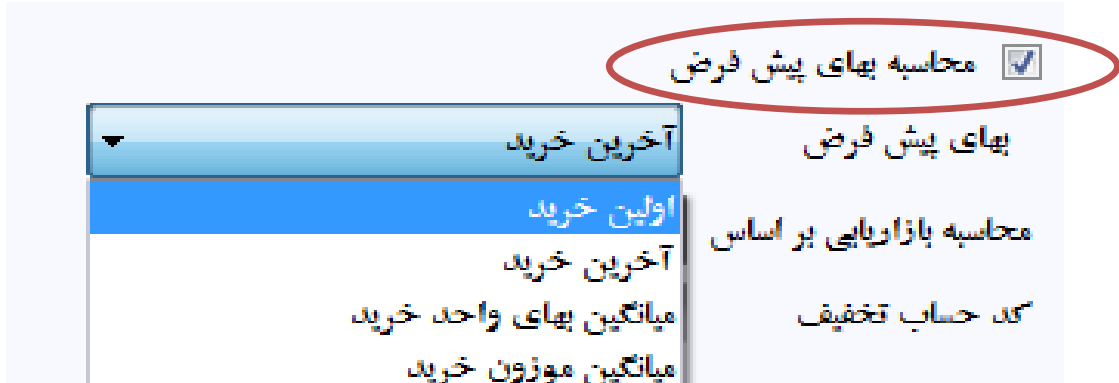 محاسبه بهای پیش فرض
بهای پیش فرض
آخرین خرید
اولین خرید
آخرین خرید
میانگین بهای واحد خرید
میانگین موزون خرید
محاسبه بازاریابی بر اساس
کد حساب تخفیف